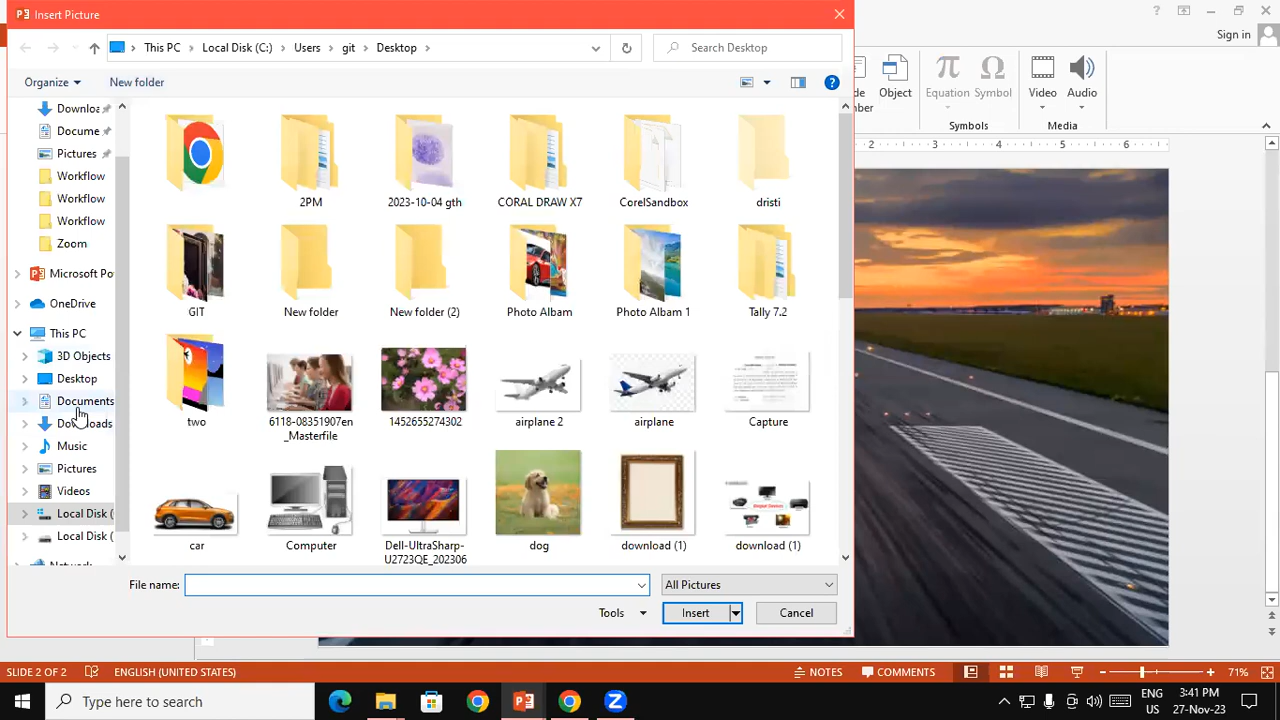 Insert Picture
Sign in
This PC
Local Disk (C:)
Users
git
Desktop
Search Desktop
Organize
New folder
Object
Equation
Symbol
Video
Audio
Symbols
Media
Downloa
Docume
Pictures
Workflow
Workflow
Workflow
Zoom
Microsoft Po
OneDrive
This PC
3D Objects
Desktop
Documents
Downloads
Music
Pictures
Videos
Local Disk (
Local Disk (
2PM
2023-10-04 gth
CORAL DRAW X7
CorelSandbox
dristi
GIT
New folder
New folder (2)
Photo Albam
Photo Albam 1
Tally 7.2
two
6118-08351907en
_Masterfile
1452655274302
airplane 2
airplane
Capture
car
Computer
Dell-UltraSharp-
U2723QE_202306
dog
download (1)
download (1)
2 3 4 5 6
File name:
All Pictures
Tools
Insert
Cancel
SLIDE 2 OF 2
ENGLISH (UNITED STATES)
NOTES
COMMENTS
71%
Type here to search
ENG
US
3:41 PM
27-Nov-23